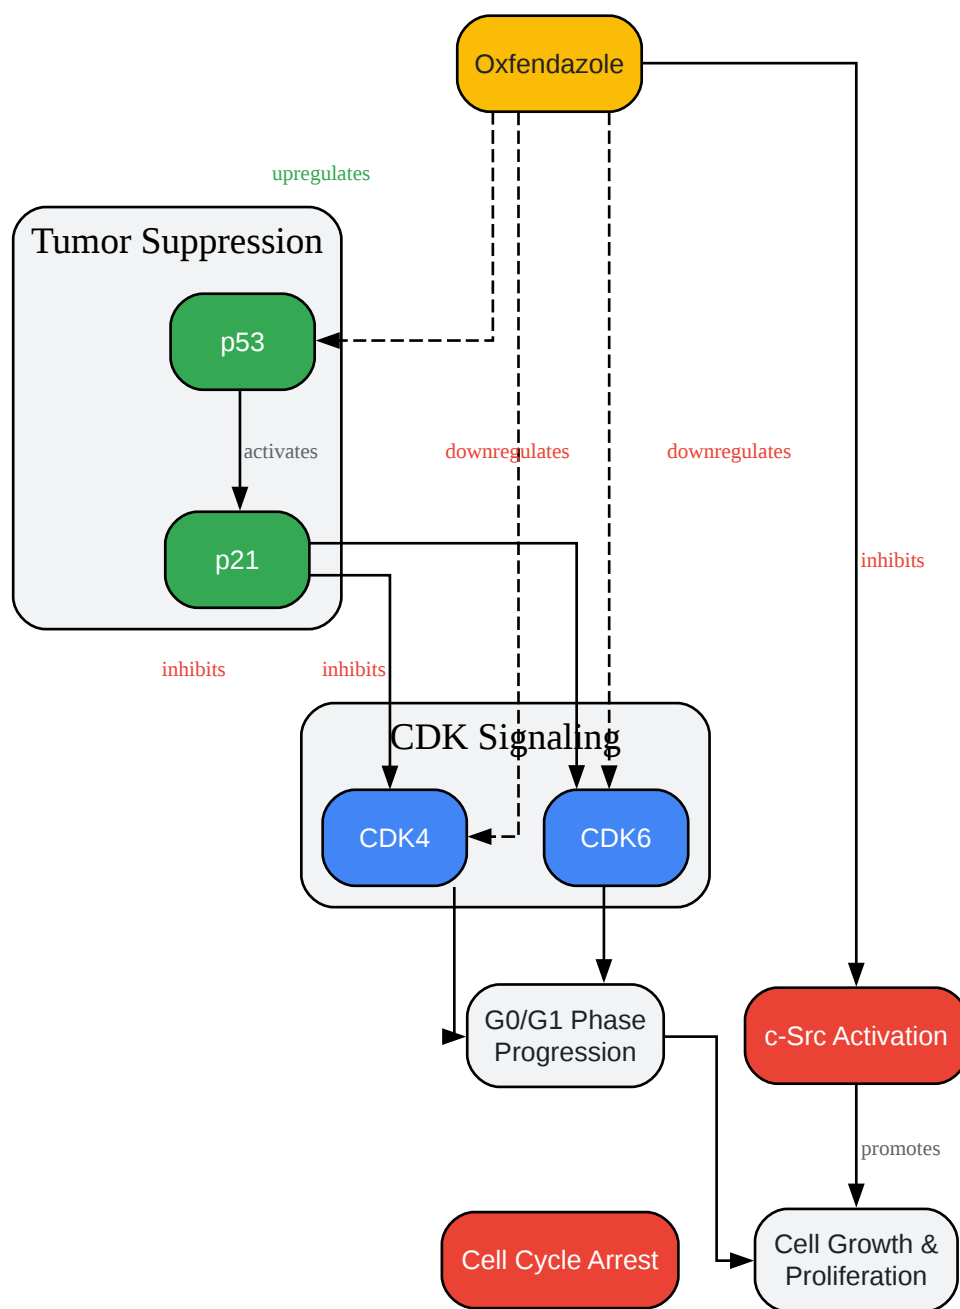 Oxfendazole
upregulates
Tumor Suppression
p53
activates
downregulates
downregulates
p21
inhibits
inhibits
inhibits
CDK Signaling
CDK4
CDK6
G0/G1 Phase
Progression
c-Src Activation
promotes
Cell Cycle Arrest
Cell Growth &
Proliferation